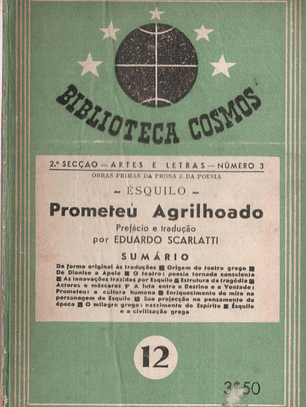 BIBLIOTECA COSMOS
2.ª SECÇÃO — ARTES E LETRAS — NÚMERO 3
OBRAS PRIMAS DA PROSA E DA POESIA
~ ÉSQUILO ~
Prometeu Agrilhoado
Prefácio e tradução
por EDUARDO SCARLATTI
SUMÁRIO
Da forma original às traduções ■ Origem do teatro grego ■
De Dioniso a Apolo ■ O teatro: poesia tornada consciente
■ As innovações trazidas por Ésquilo ■ Estrutura da tragédia ■
Actores e máscaras ■ A luta entre o Destino e a Vontade:
Prometeu: a cultura humana ■ Enriquecimento do mito na
personagem de Ésquilo ■ Sua projecção no pensamento da
época ■ O milagre grego: nascimento do Espírito ■ Ésquilo
e a civilização grega
12
3$50